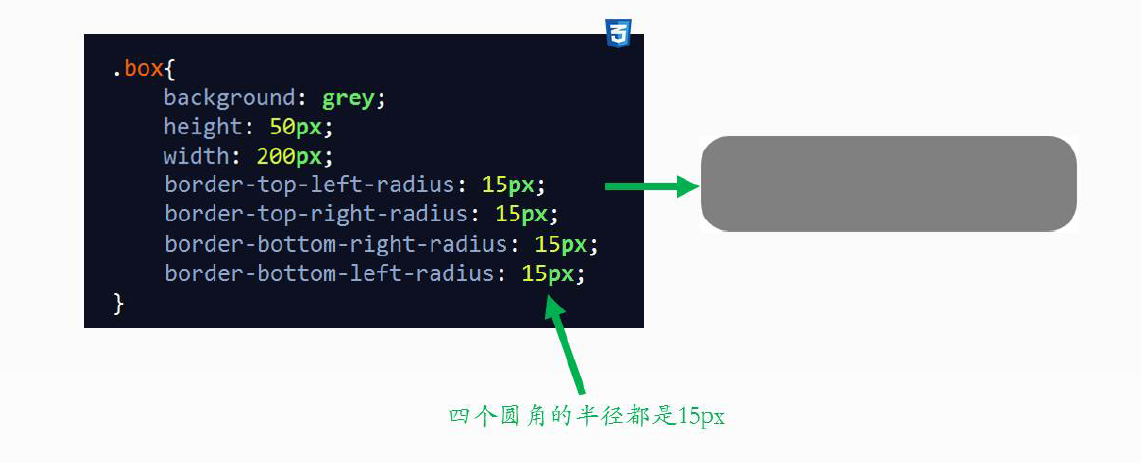 3
.box{
background: grey;
height: 50px;
width: 200px;
border-top-left-radius: 15px;
border-top-right-radius: 15px;
border-bottom-right-radius: 15px;
border-bottom-left-radius: 15px;
}
四个圆角的半径都是15px